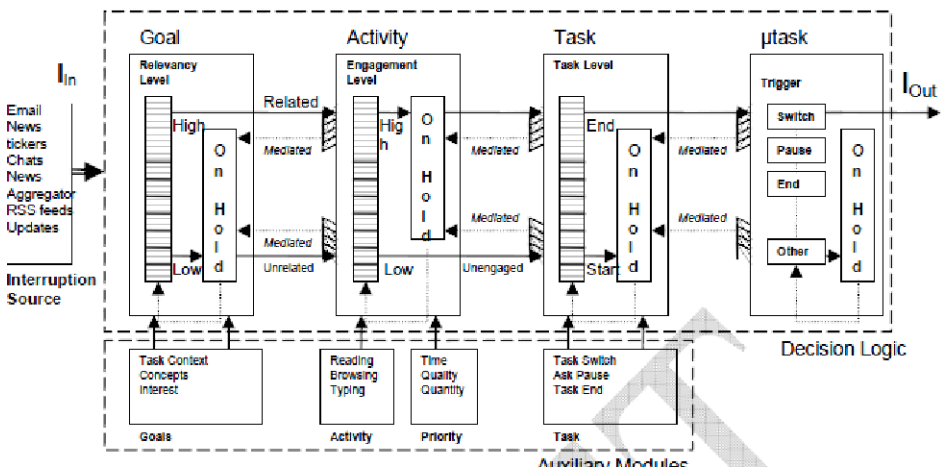 Goal
Activity
Task
µtask
I In
Email
News
tickers
Chats
News
Aggregator
RSS feeds
Updates
Interruption
Source
Relevancy
Level
High
Low
On Hold
Related
Mediated
Mediated
Unrelated
Engagement
Level
Hig
h
Low
On Hold
Mediated
Mediated
Unengaged
Task Level
End
Start
On Hold
Mediated
Mediated
Trigger
Switch
Pause
End
Other
On Hold
I Out
Decision Logic
Task Context
Concepts
Interest
Goals
Reading
Browsing
Typing
Activity
Time
Quality
Quantity
Priority
Task Switch
Ask Pause
Task End
Task
Auxiliary Modules